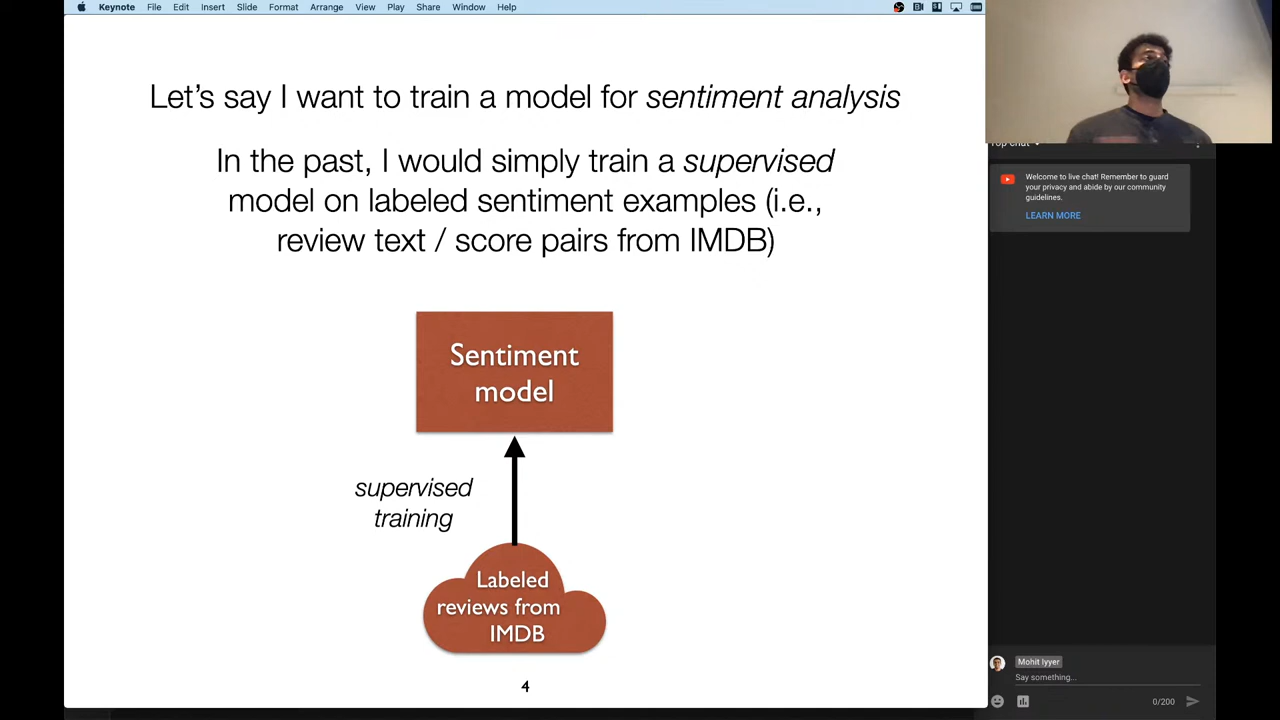 Keynote File Edit Insert Slide Format Arrange View Play Share Window Help
Let's say I want to train a model for sentiment analysis
In the past, I would simply train a supervised
model on labeled sentiment examples (i.e.,
review text / score pairs from IMDB)
Sentiment
model
supervised
training
Labeled
reviews from
IMDB
4
Top chat
Welcome to live chat! Remember to guard
your privacy and abide by our community
guidelines.
LEARN MORE
Mohit Iyyer
Say something...
0/200